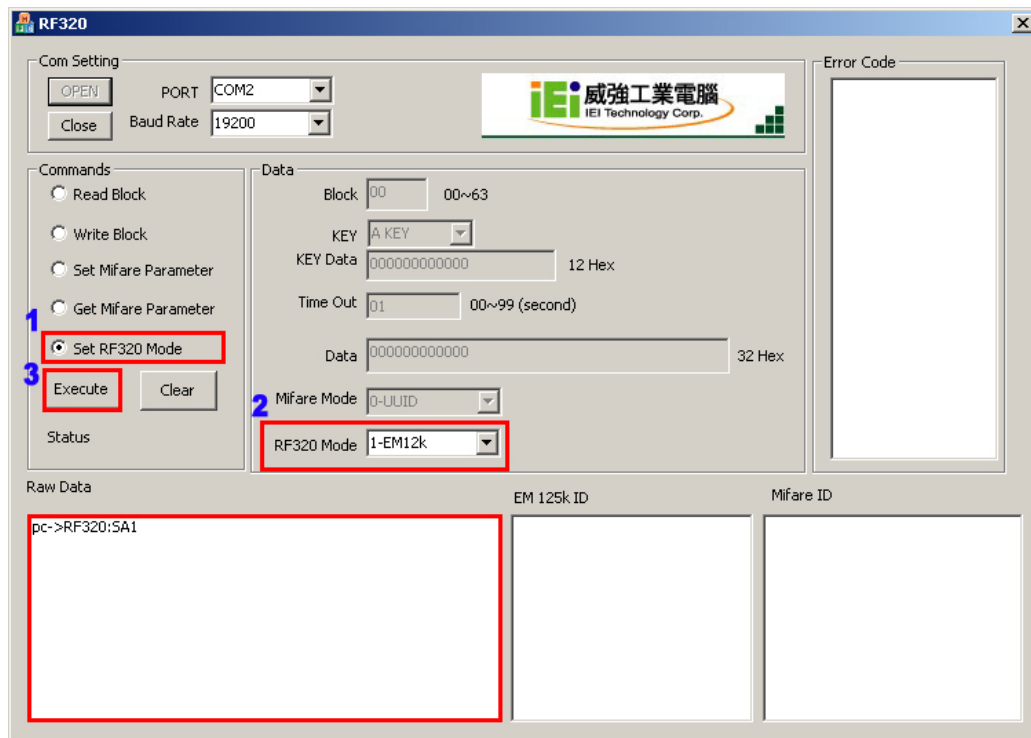 RF320
Com Setting
OPEN PORT COM2
Close Baud Rate 19200
威強工業電腦
IEI Technology Corp.
Error Code
Commands
Read Block
Write Block
Set Mifare Parameter
Get Mifare Parameter
1
Set RF320 Mode
3
Execute Clear
Status
Data
Block 00 00~63
KEY A KEY
KEY Data 000000000000 12 Hex
Time Out 01 00~99 (second)
Data 000000000000 32 Hex
Mifare Mode 0-UUID
2
RF320 Mode 1-EM12k
Raw Data
pc->RF320:SA1
EM 125k ID
Mifare ID